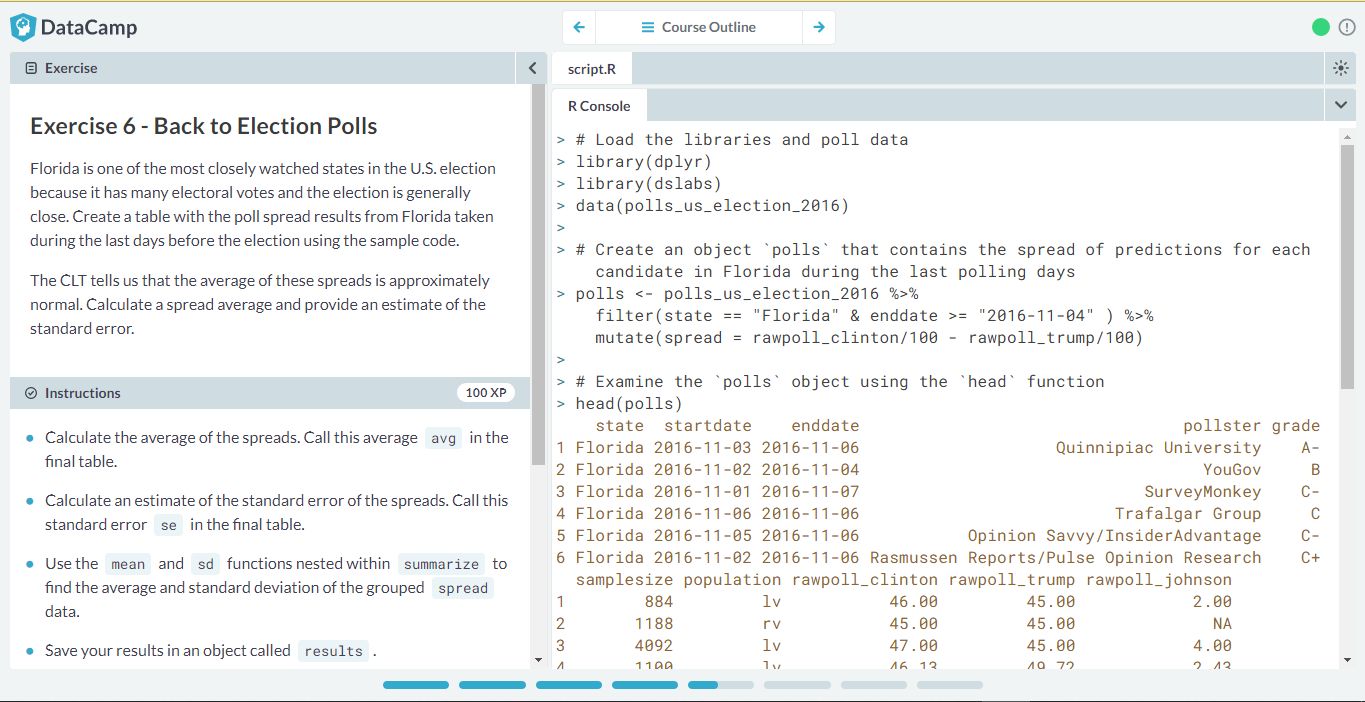 DataCamp
Course Outline
Exercise
Exercise 6 - Back to Election Polls
Florida is one of the most closely watched states in the U.S. election
because it has many electoral votes and the election is generally
close. Create a table with the poll spread results from Florida taken
during the last days before the election using the sample code.
The CLT tells us that the average of these spreads is approximately
normal. Calculate a spread average and provide an estimate of the
standard error.
Instructions 100 XP
Calculate the average of the spreads. Call this average avg in the
final table.
Calculate an estimate of the standard error of the spreads. Call this
standard error se in the final table.
Use the mean and sd functions nested within summarize to
find the average and standard deviation of the grouped spread
data.
Save your results in an object called results .
script.R
R Console
> # Load the libraries and poll data
> library(dplyr)
> library(dslabs)
> data(polls_us_election_2016)
>
> # Create an object `polls` that contains the spread of predictions for each
candidate in Florida during the last polling days
> polls <- polls_us_election_2016 %>%
filter(state == "Florida" & enddate >= "2016-11-04" ) %>%
mutate(spread = rawpoll_clinton/100 - rawpoll_trump/100)
>
> # Examine the `polls` object using the `head` function
> head(polls)
state startdate enddate pollster grade
1 Florida 2016-11-03 2016-11-06 Quinnipiac University A-
2 Florida 2016-11-02 2016-11-04 YouGov B
3 Florida 2016-11-01 2016-11-07 SurveyMonkey C-
4 Florida 2016-11-06 2016-11-06 Trafalgar Group C
5 Florida 2016-11-05 2016-11-06 Opinion Savvy/InsiderAdvantage C-
6 Florida 2016-11-02 2016-11-06 Rasmussen Reports/Pulse Opinion Research C+
samplesize population rawpoll_clinton rawpoll_trump rawpoll_johnson
1 884 lv 46.00 45.00 2.00
2 1188 rv 45.00 45.00 NA
3 4092 lv 47.00 45.00 4.00
4 1100 lv 46.13 49.72 2.43